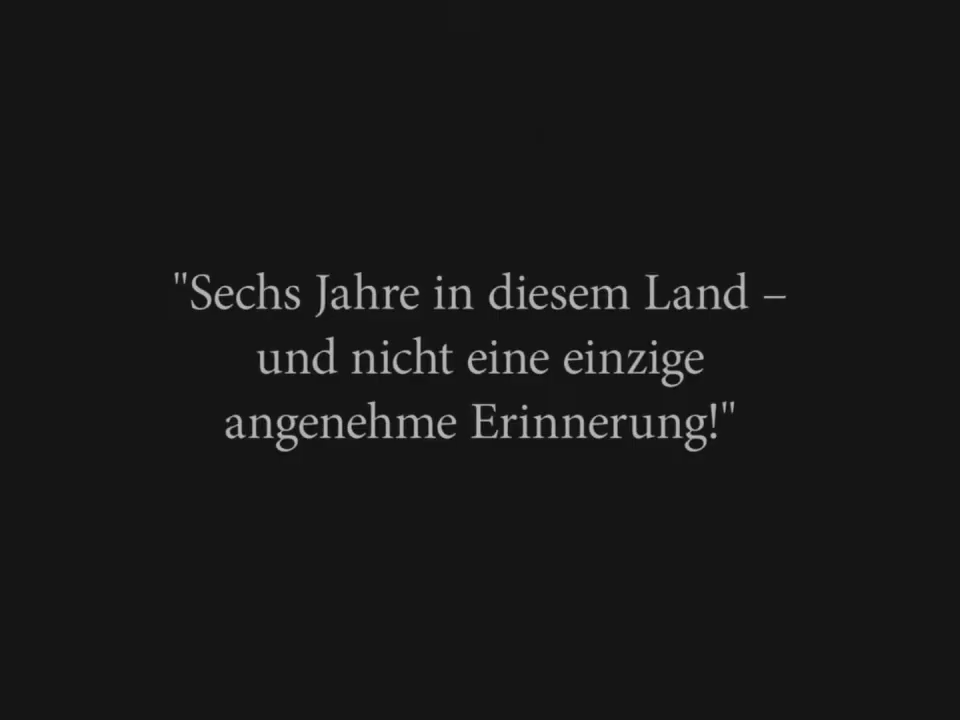 "Sechs Jahre in diesem Land –
und nicht eine einzige
angenehme Erinnerung!"